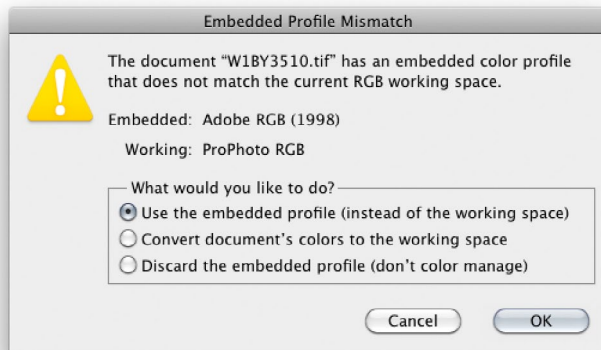 Embedded Profile Mismatch
The document “W1BY3510.tif” has an embedded color profile
that does not match the current RGB working space.
Embedded: Adobe RGB (1998)
Working: ProPhoto RGB
What would you like to do?
Use the embedded profile (instead of the working space)
Convert document’s colors to the working space
Discard the embedded profile (don’t color manage)
Cancel OK